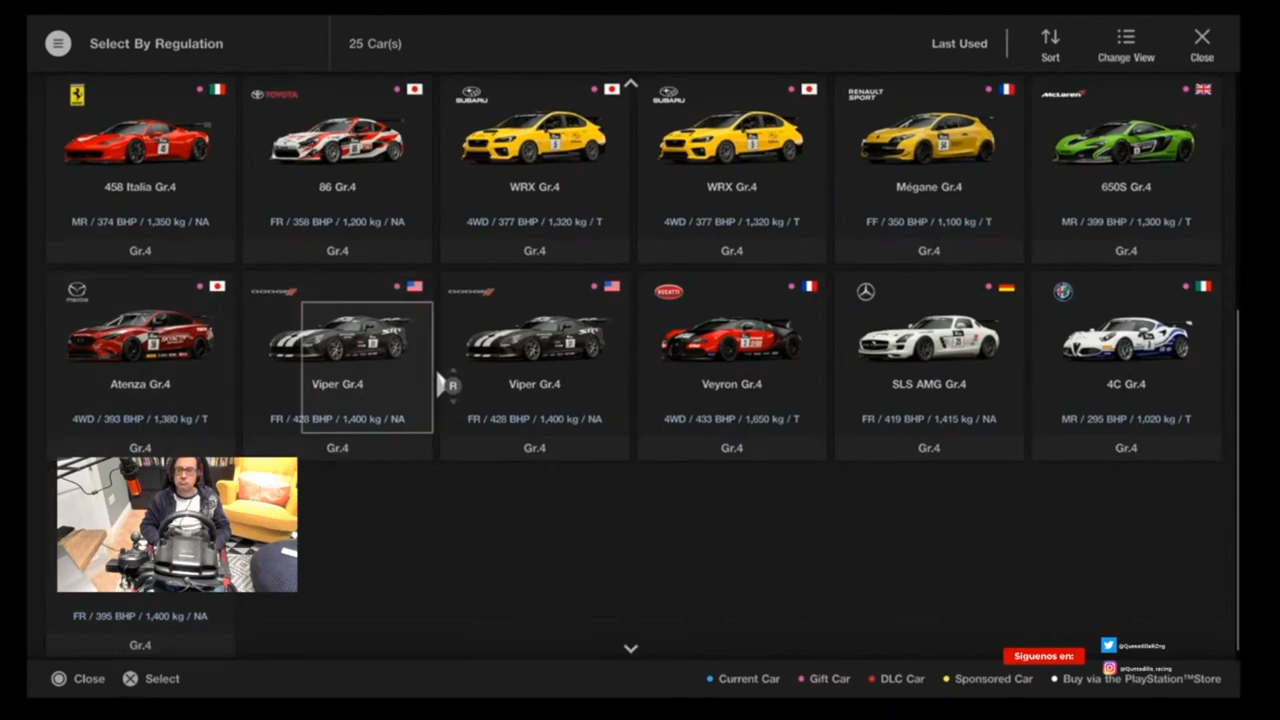 Select By Regulation
25 Car(s)
Last Used
Sort
Change View
Close
TOYOTA
SUBARU
SUBARU
RENAULT SPORT
McLaren
458 Italia Gr.4
86 Gr.4
WRX Gr.4
WRX Gr.4
Mégane Gr.4
650S Gr.4
MR / 374 BHP / 1,350 kg / NA
FR / 358 BHP / 1,200 kg / NA
4WD / 377 BHP / 1,320 kg / T
4WD / 377 BHP / 1,320 kg / T
FF / 350 BHP / 1,100 kg / T
MR / 399 BHP / 1,300 kg / T
Gr.4
Gr.4
Gr.4
Gr.4
Gr.4
Gr.4
mazda
DODGE
DODGE
BUGATTI
Atenza Gr.4
Viper Gr.4
Viper Gr.4
Veyron Gr.4
SLS AMG Gr.4
4C Gr.4
R
4WD / 393 BHP / 1,380 kg / T
FR / 428 BHP / 1,400 kg / NA
FR / 428 BHP / 1,400 kg / NA
4WD / 433 BHP / 1,650 kg / T
FR / 419 BHP / 1,415 kg / NA
MR / 295 BHP / 1,020 kg / T
Gr.4
Gr.4
Gr.4
Gr.4
Gr.4
Gr.4
FR / 395 BHP / 1,400 kg / NA
Gr.4
Síguenos en:
@QuesadillaRZng
@Quesadilla_racing
Close
Select
Current Car
Gift Car
DLC Car
Sponsored Car
Buy via the PlayStation™Store